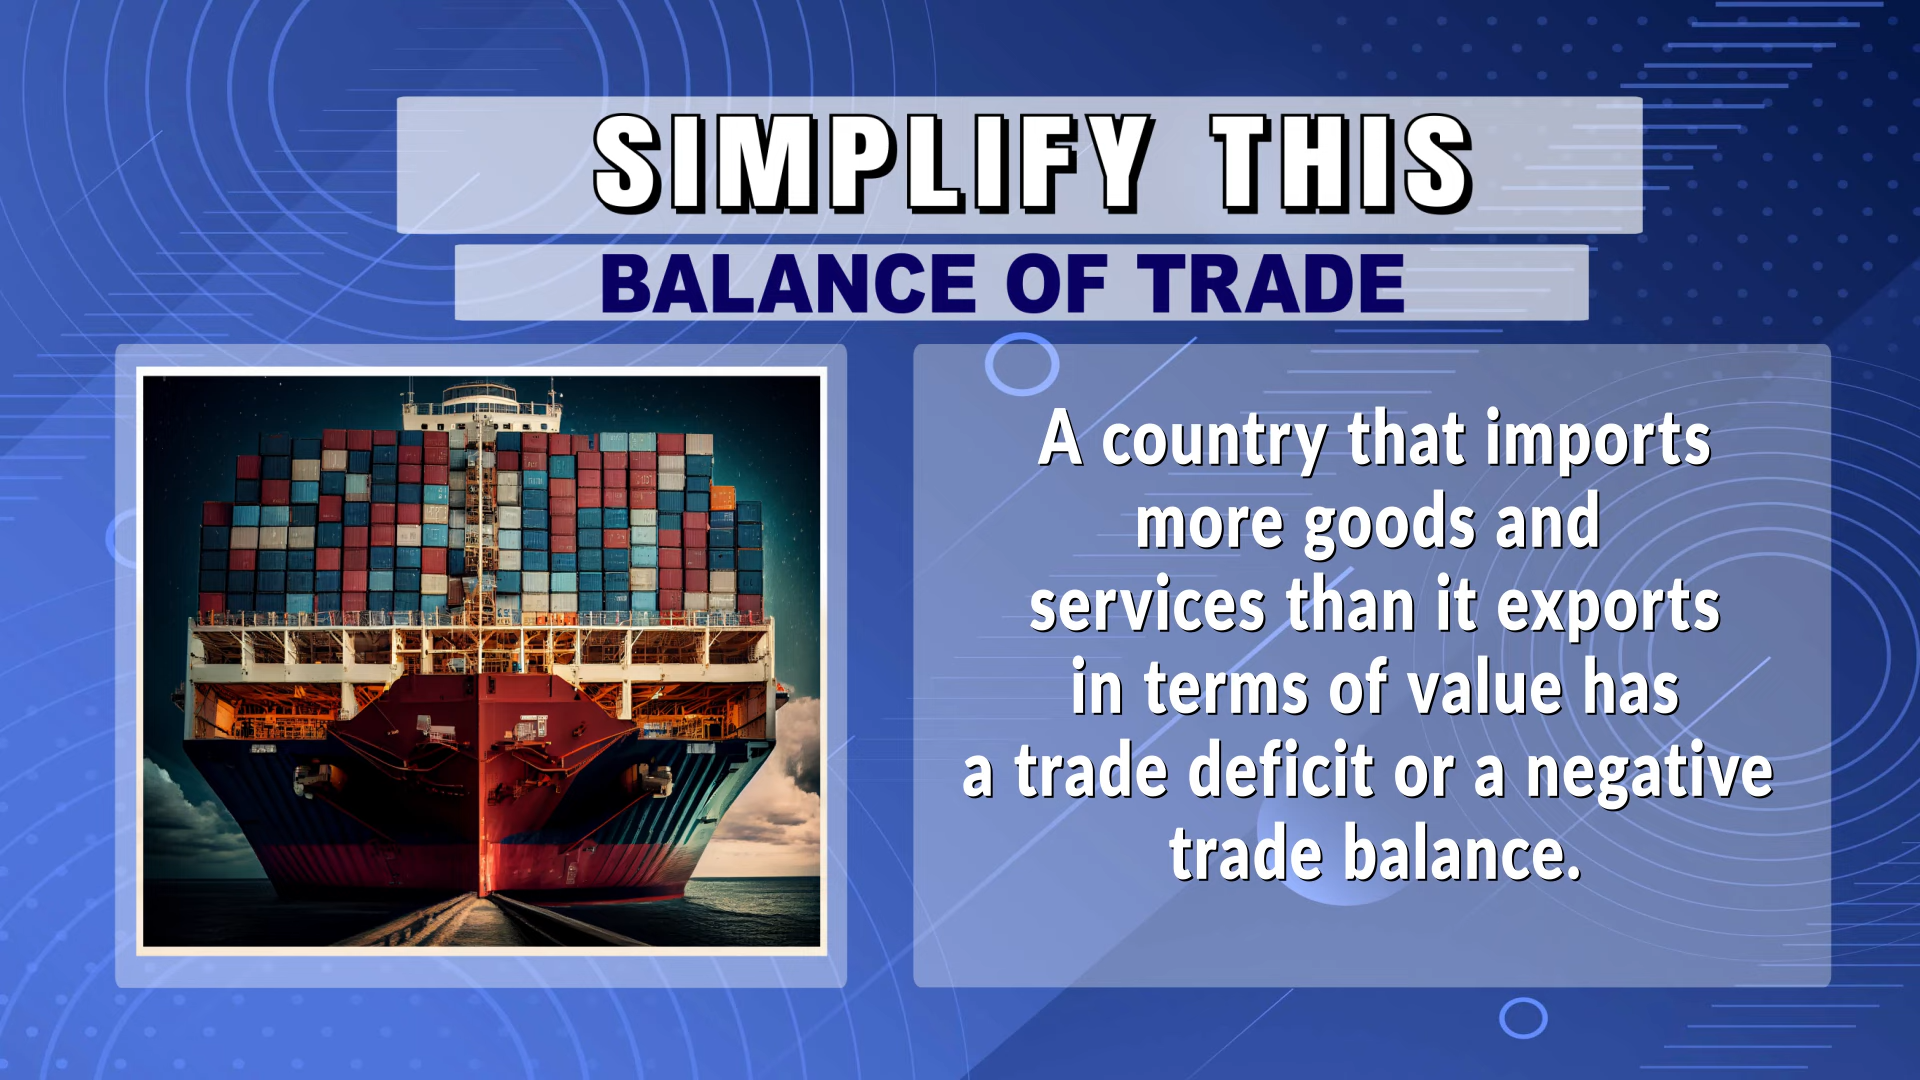 SIMPLIFY THIS
BALANCE OF TRADE
A country that imports
more goods and
services than it exports
in terms of value has
a trade deficit or a negative
trade balance.